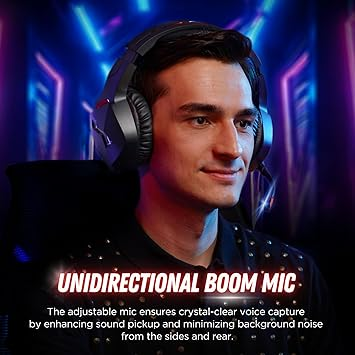 UNIDIRECTIONAL BOOM MIC
The adjustable mic ensures crystal-clear voice capture
by enhancing sound pickup and minimizing background noise
from the sides and rear.